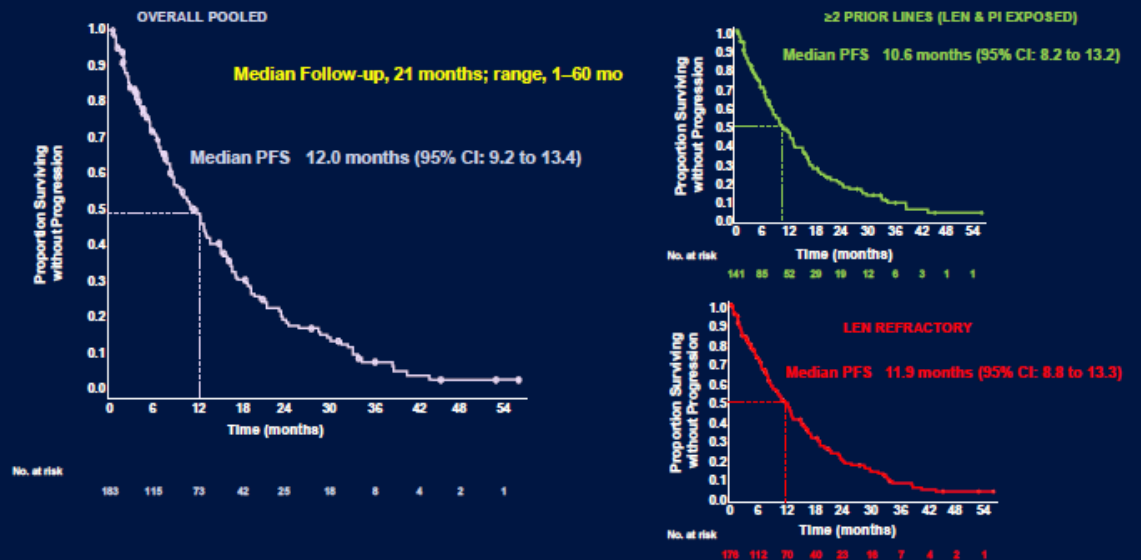 OVERALL POOLED
Median Follow-up, 21 months; range, 1–60 mo
Median PFS 12.0 months (95% CI: 9.2 to 13.4)
Proportion Surviving
without Progression
1.0
0.9
0.8
0.7
0.6
0.5
0.4
0.3
0.2
0.1
0.0
0 6 12 18 24 30 36 42 48 54
Time (months)
No. at risk
183 115 73 42 25 18 8 4 2 1
≥2 PRIOR LINES (LEN & PI EXPOSED)
Median PFS 10.6 months (95% CI: 8.2 to 13.2)
Proportion Surviving
without Progression
1.0
0.9
0.8
0.7
0.6
0.5
0.4
0.3
0.2
0.1
0.0
0 6 12 18 24 30 36 42 48 54
Time (months)
No. at risk
141 85 52 29 19 12 6 3 1 1
LEN REFRACTORY
Median PFS 11.9 months (95% CI: 8.8 to 13.3)
Proportion Surviving
without Progression
1.0
0.9
0.8
0.7
0.6
0.5
0.4
0.3
0.2
0.1
0.0
0 6 12 18 24 30 36 42 48 54
Time (months)
No. at risk
176 112 70 40 23 16 7 4 2 1